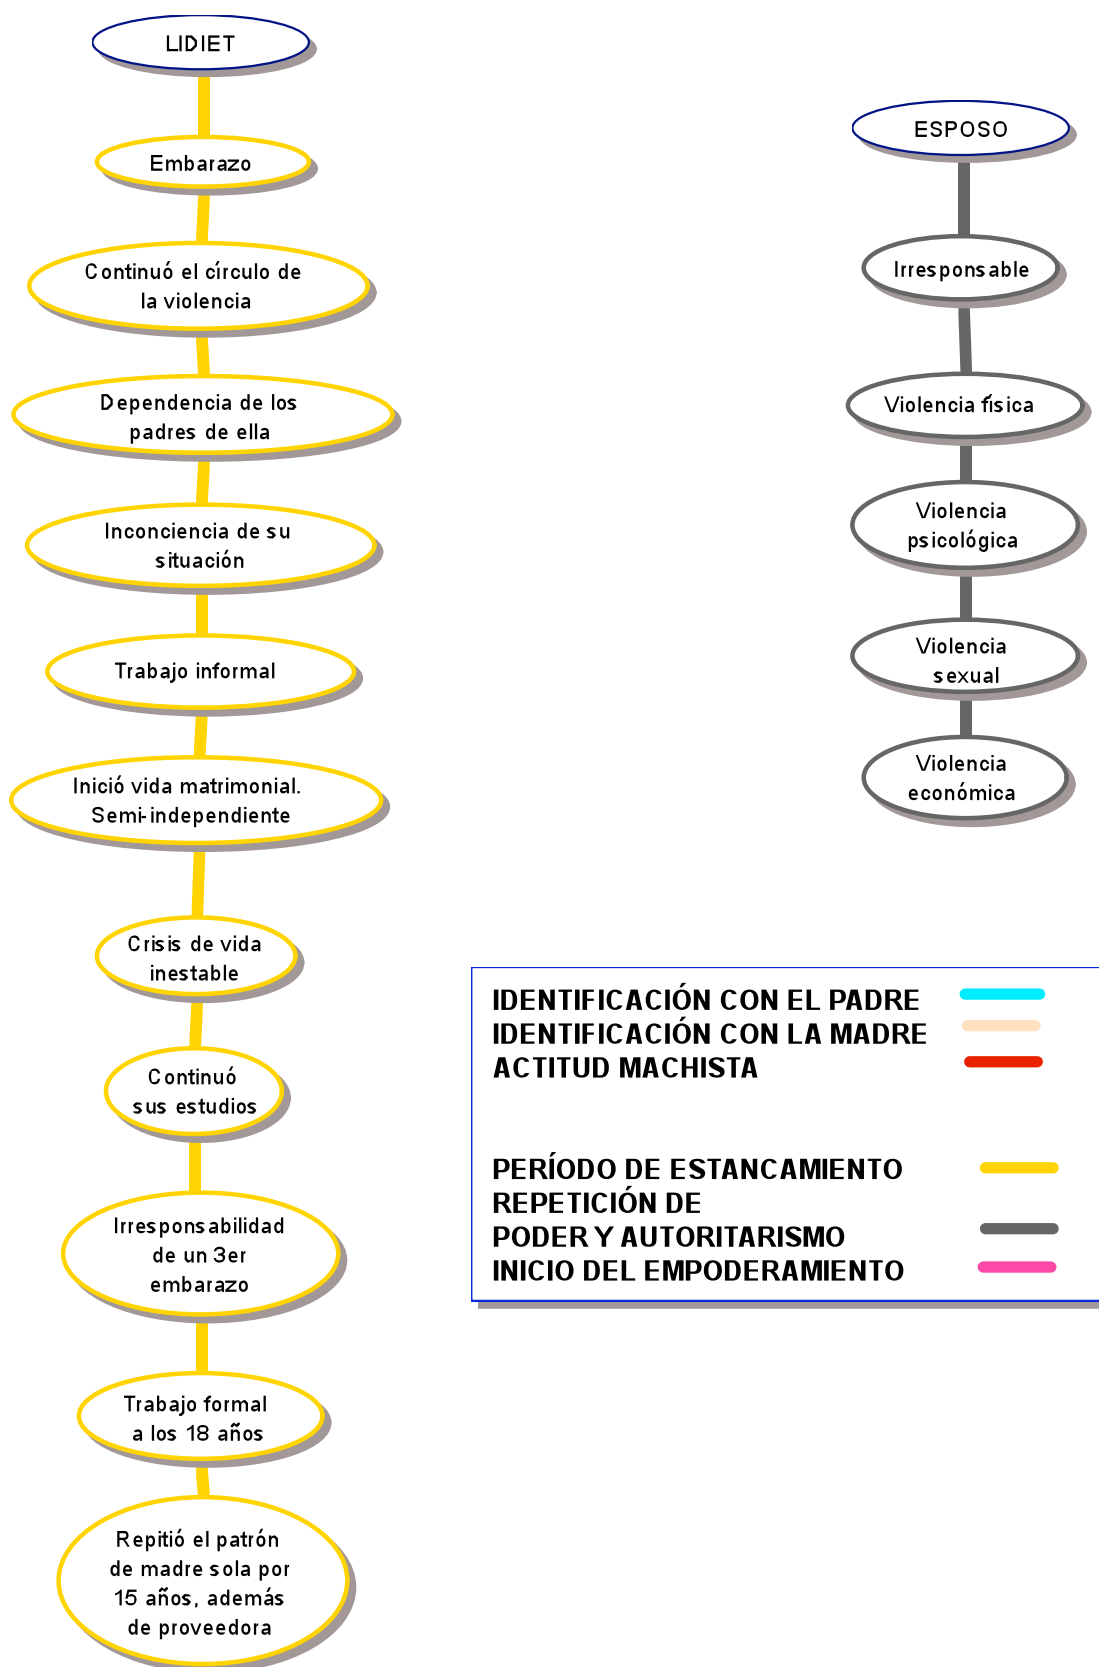 LIDIET
Embarazo
Continuó el círculo de
la violencia
Dependencia de los
padres de ella
Inconciencia de su
situación
Trabajo informal
Inició vida matrimonial.
Semi-independiente
Crisis de vida
inestable
Continuó
sus estudios
Irresponsabilidad
de un 3er
embarazo
Trabajo formal
a los 18 años
Repitió el patrón
de madre sola por
15 años, además
de proveedora
ESPOSO
Irresponsable
Violencia física
Violencia
psicológica
Violencia
sexual
Violencia
económica
IDENTIFICACIÓN CON EL PADRE
IDENTIFICACIÓN CON LA MADRE
ACTITUD MACHISTA
PERÍODO DE ESTANCAMIENTO
REPETICIÓN DE
PODER Y AUTORITARISMO
INICIO DEL EMPODERAMIENTO